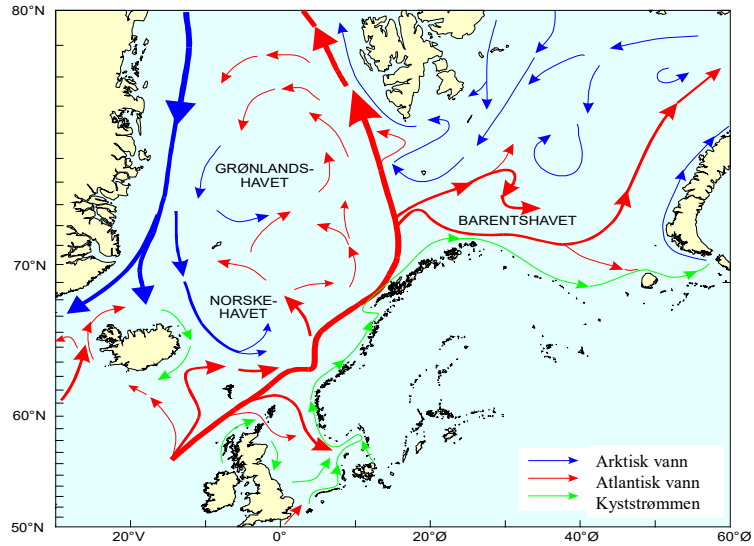 80°N
GRØNLANDS-
HAVET
BARENTSHAVET
70°N
NORSKE-
HAVET
60°N
Arktisk vann
Atlantisk vann
Kyststrømmen
50°N
20°V
0°
20°Ø
40°Ø
60°Ø